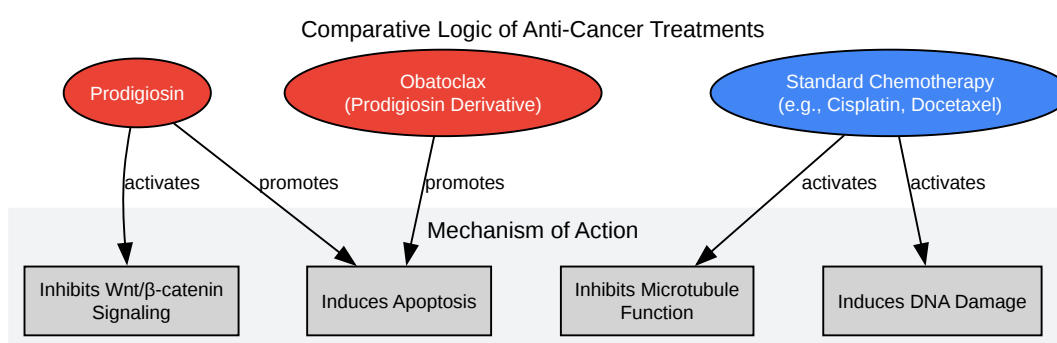 Comparative Logic of Anti-Cancer Treatments
Prodigiosin
Obatoclax
(Prodigiosin Derivative)
Standard Chemotherapy
(e.g., Cisplatin, Docetaxel)
activates
promotes
promotes
activates
activates
Mechanism of Action
Inhibits Wnt/β-catenin
Signaling
Induces Apoptosis
Inhibits Microtubule
Function
Induces DNA Damage